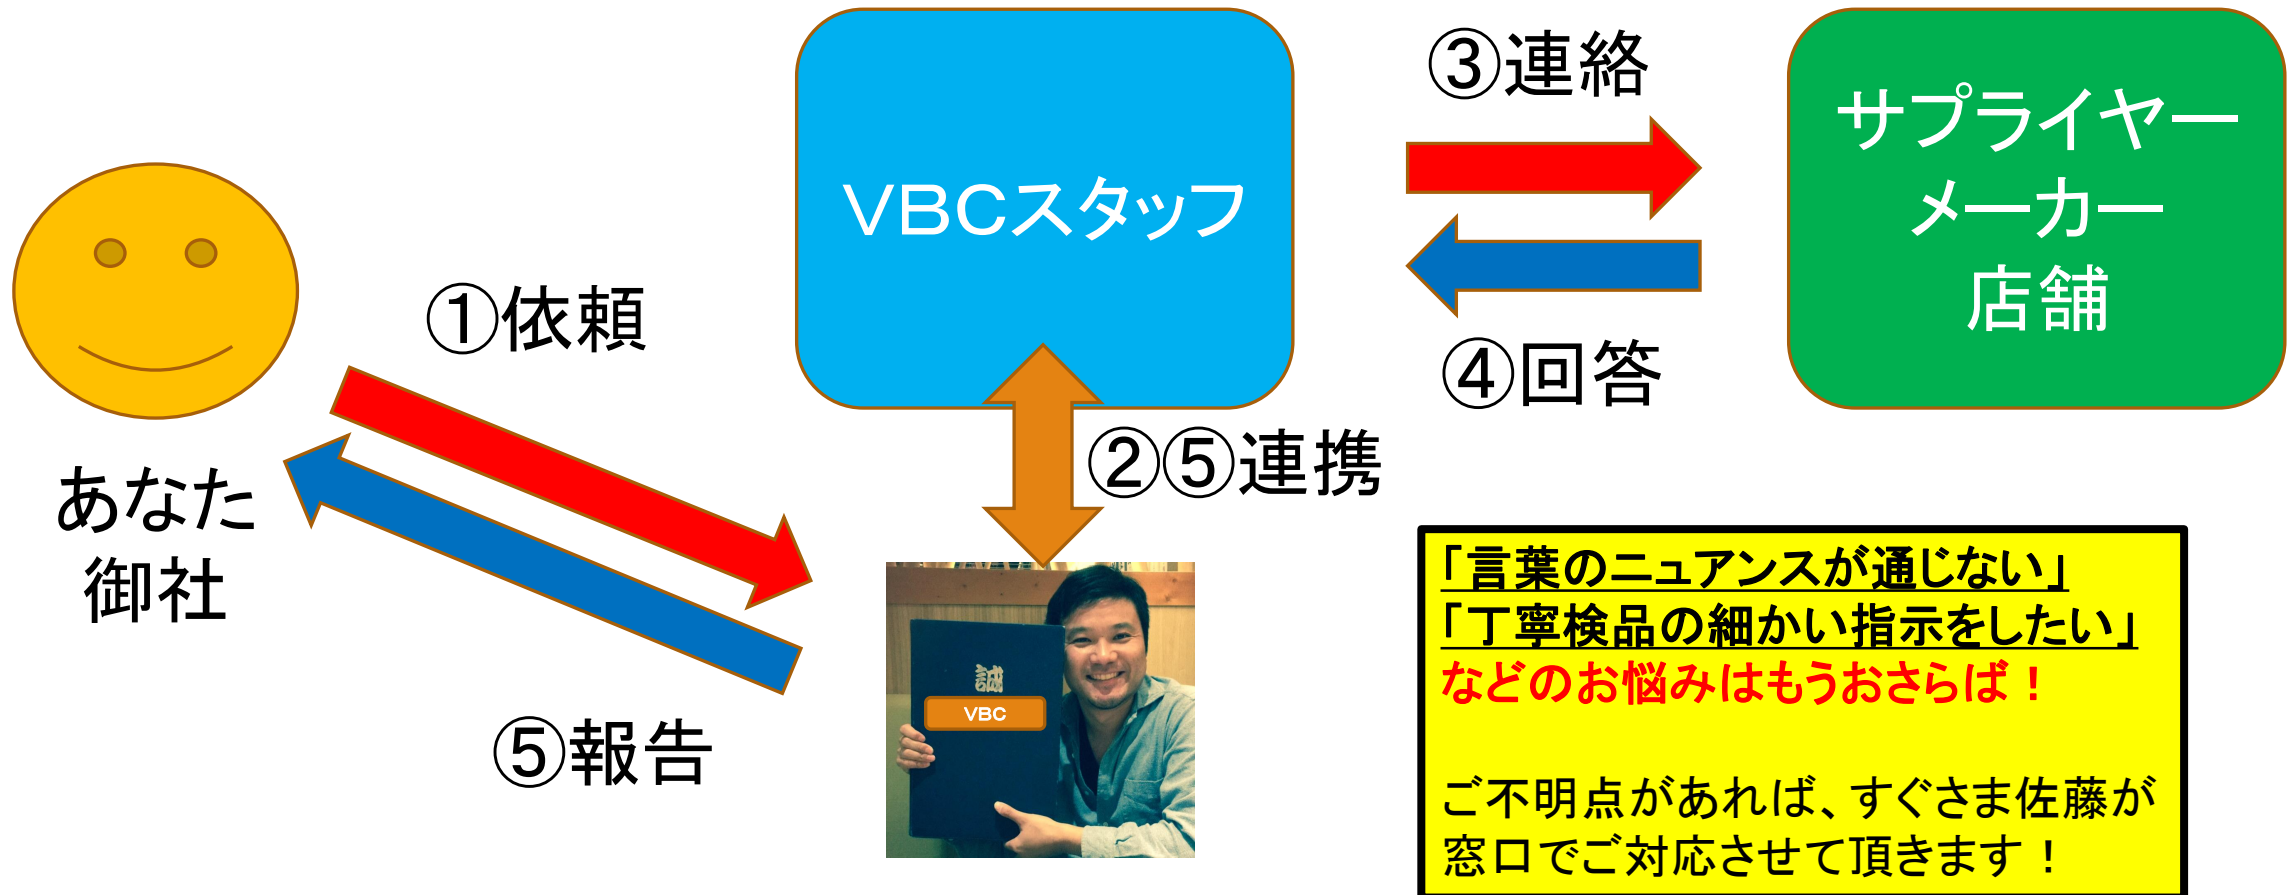 VBCスタッフ
③連絡
サプライヤー
メーカー
店舗
①依頼
④回答
②⑤連携
あなた
御社
誠
VBC
⑤報告
「言葉のニュアンスが通じない」
「丁寧検品の細かい指示をしたい」
などのお悩みはもうおさらば！
ご不明点があれば、すぐさま佐藤が
窓口でご対応させて頂きます！